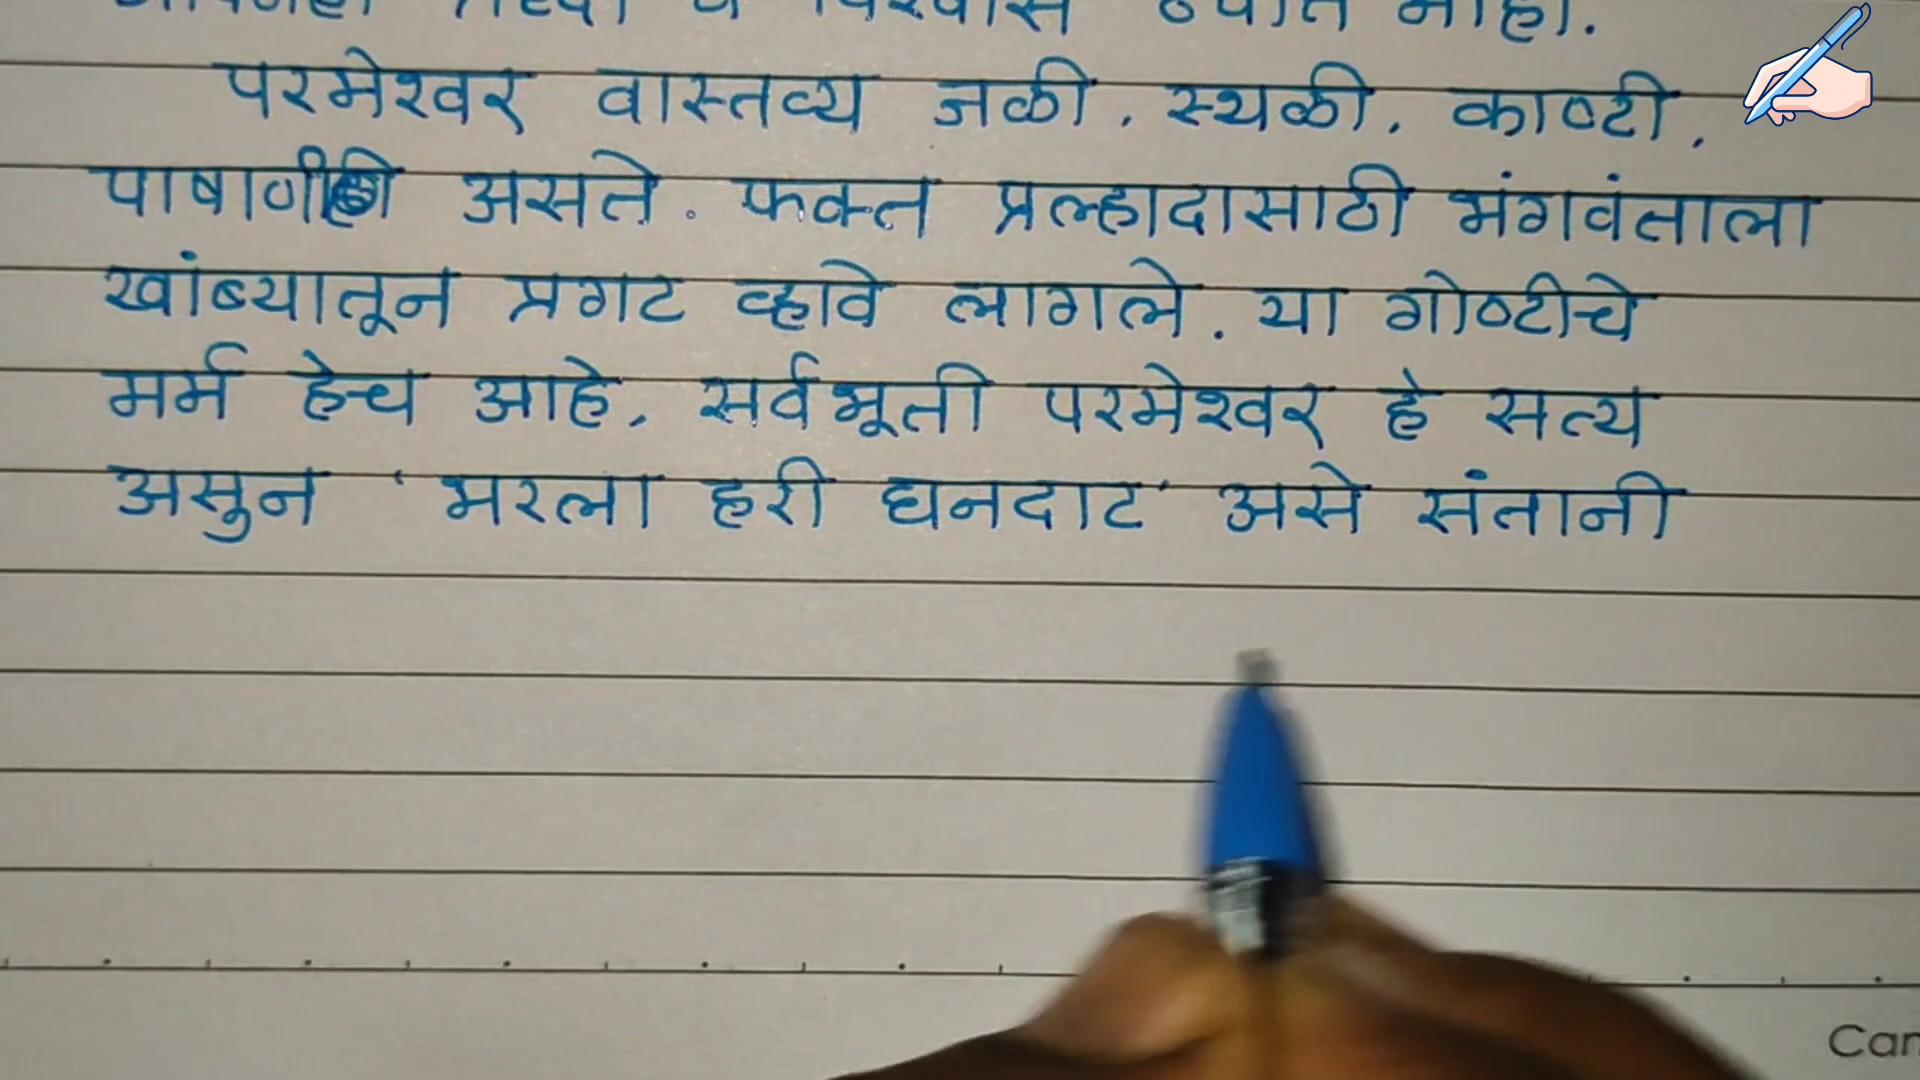 विश्वास ठेवीत नाही.
परमेश्वर वास्तव्य जळी, स्थळी, काष्टी,
पाषाणीही असते. फक्त प्रल्हादासाठी भंगवंताला
खांब्यातून प्रगट व्हावे लागले. या गोष्टीचे
मर्म हेच आहे, सर्वभूती परमेश्वर हे सत्य
असुन 'भरला हरी घनदाट' असे संतानी